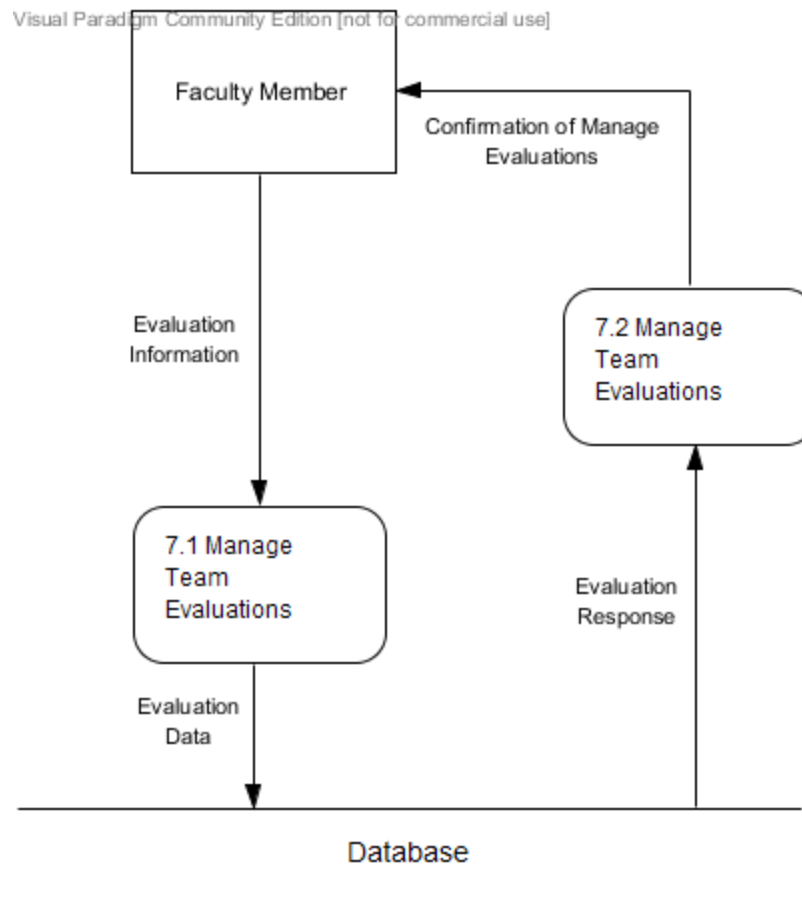 Visual Paradigm Community Edition [not for commercial use]
Faculty Member
Confirmation of Manage
Evaluations
Evaluation
Information
7.2 Manage
Team
Evaluations
7.1 Manage
Team
Evaluations
Evaluation
Response
Evaluation
Data
Database